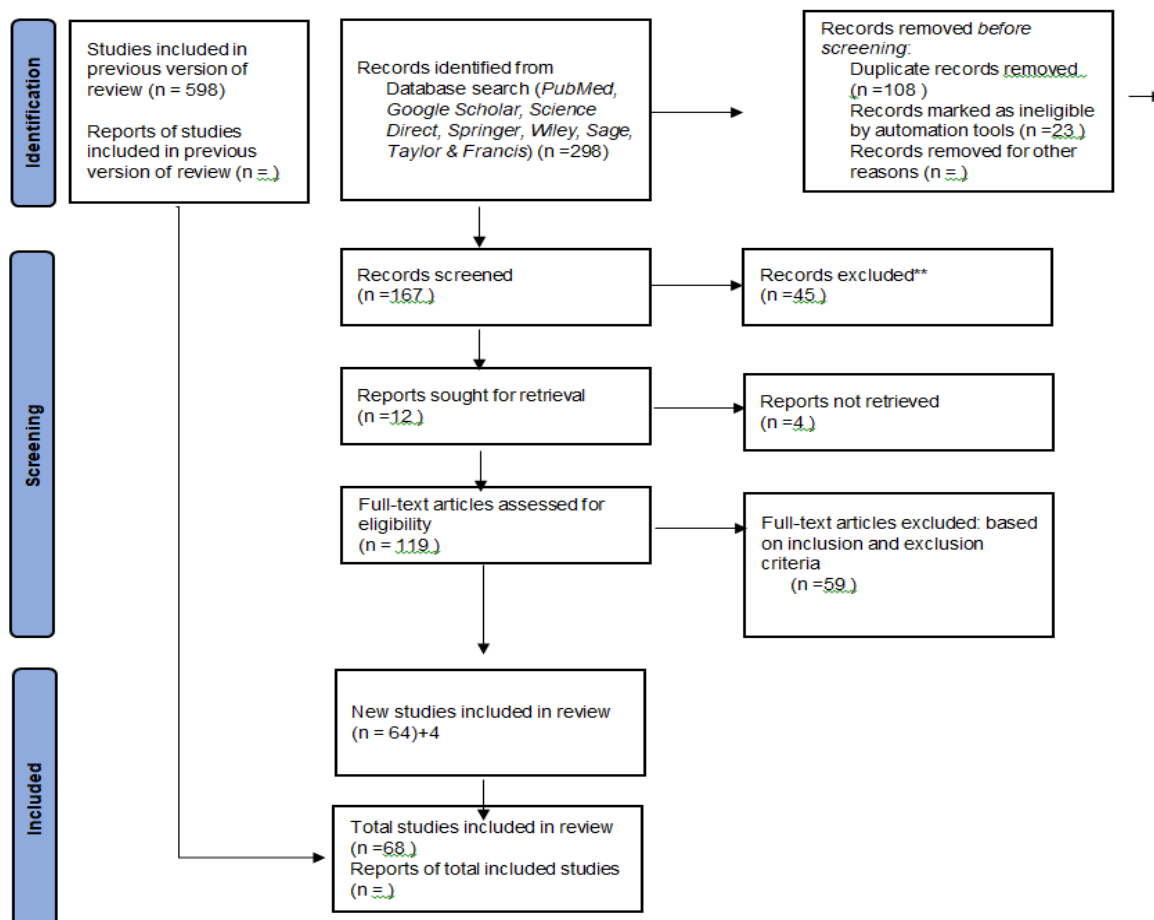 Identification
Studies included in
previous version of
review (n = 598)
Reports of studies
included in previous
version of review (n = )
Records identified from
Database search (PubMed,
Google Scholar, Science
Direct, Springer, Wiley, Sage,
Taylor & Francis) (n =298)
Records removed before
screening:
Duplicate records removed
(n =108 )
Records marked as ineligible
by automation tools (n =23 )
Records removed for other
reasons (n = )
Screening
Records screened
(n =167 )
Records excluded**
(n =45 )
Reports sought for retrieval
(n =12 )
Reports not retrieved
(n =4 )
Full-text articles assessed for
eligibility
(n = 119 )
Full-text articles excluded: based
on inclusion and exclusion
criteria
(n =59 )
Included
New studies included in review
(n = 64)+4
Total studies included in review
(n =68 )
Reports of total included studies
(n = )